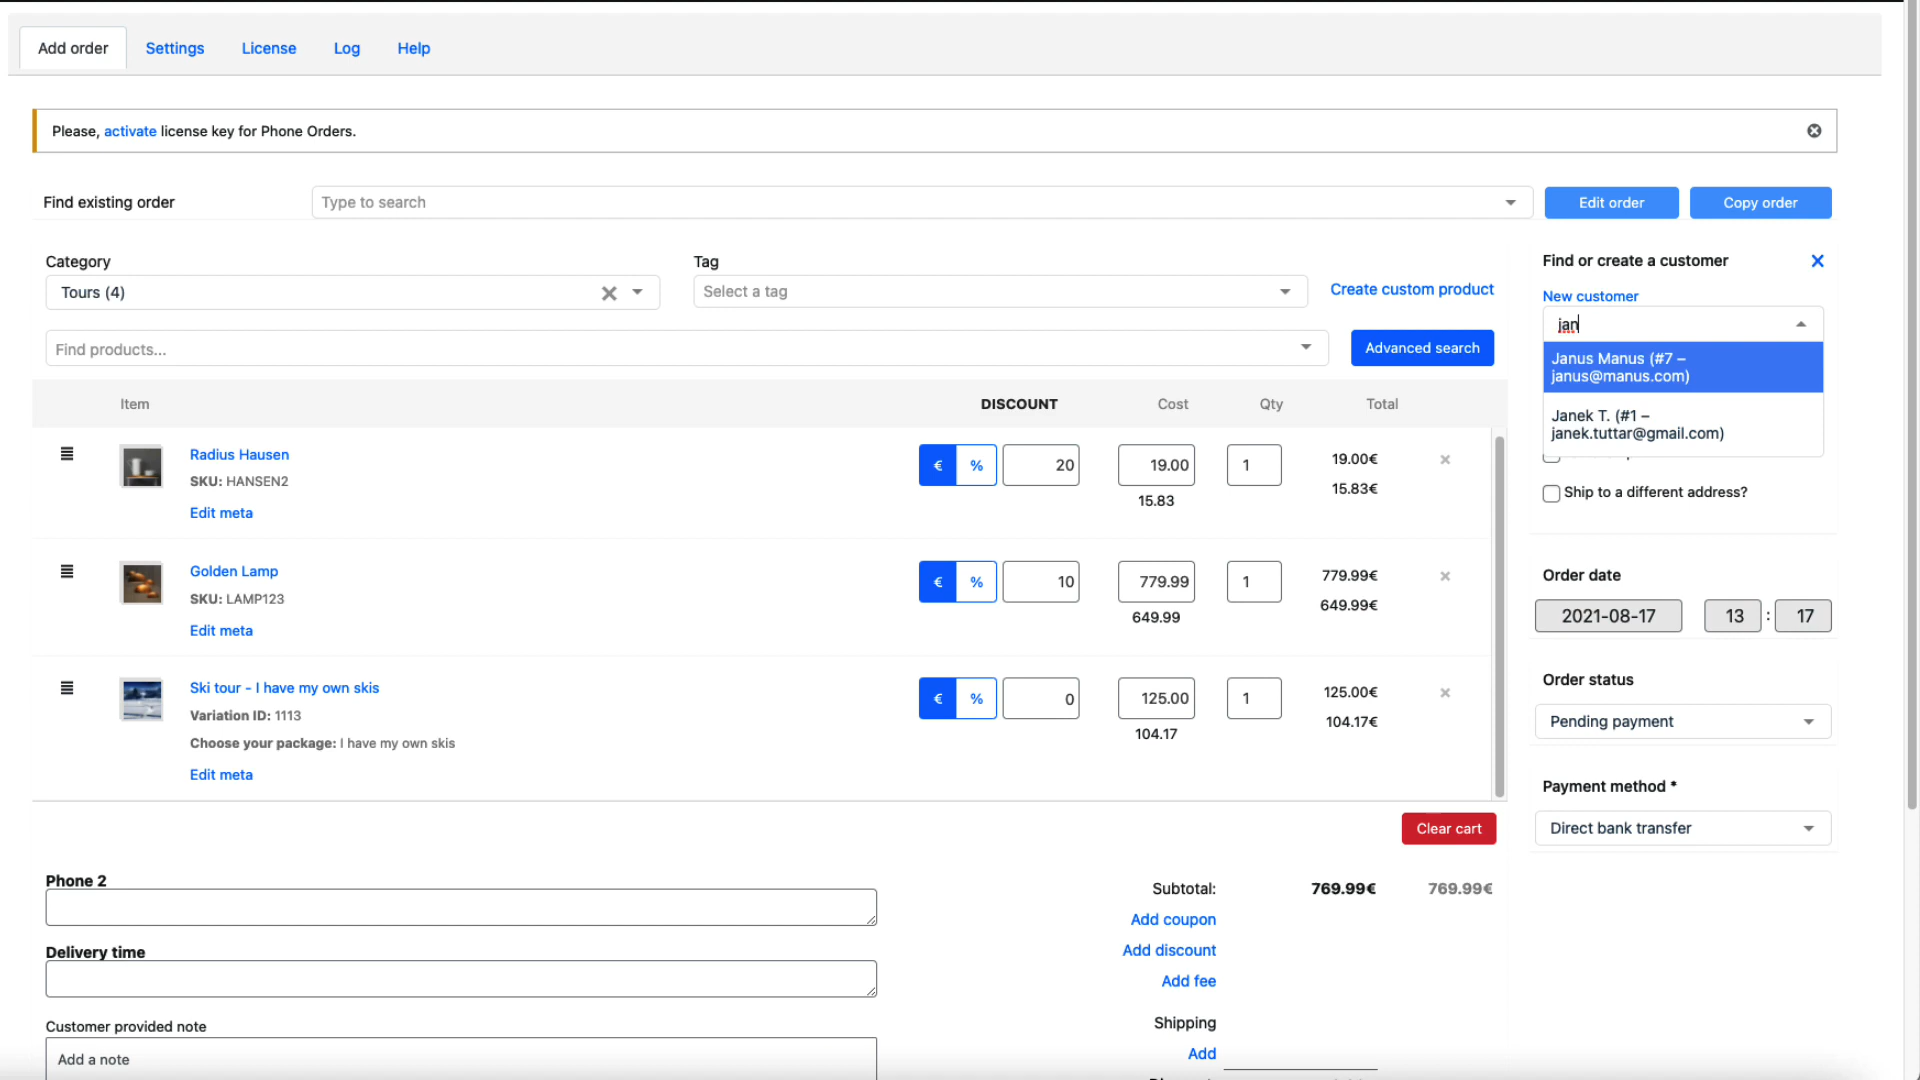 Add order
Settings
License
Log
Help
Please, activate license key for Phone Orders.
Find existing order
Type to search
Edit order
Copy order
Category
Tours (4)
Tag
Select a tag
Create custom product
Find products...
Advanced search
Item
DISCOUNT
Cost
Qty
Total
Radius Hausen
SKU: HANSEN2
Edit meta
€
%
20
19.00
15.83
1
19.00€
15.83€
Golden Lamp
SKU: LAMP123
Edit meta
€
%
10
779.99
649.99
1
779.99€
649.99€
Ski tour - I have my own skis
Variation ID: 1113
Choose your package: I have my own skis
Edit meta
€
%
0
125.00
104.17
1
125.00€
104.17€
Clear cart
Phone 2
Delivery time
Customer provided note
Add a note
Subtotal:
769.99€
769.99€
Add coupon
Add discount
Add fee
Shipping
Add
Find or create a customer
New customer
jan
Janus Manus (#7 –
janus@manus.com)
Janek T. (#1 –
janek.tuttar@gmail.com)
Ship to a different address?
Order date
2021-08-17
13
:
17
Order status
Pending payment
Payment method *
Direct bank transfer